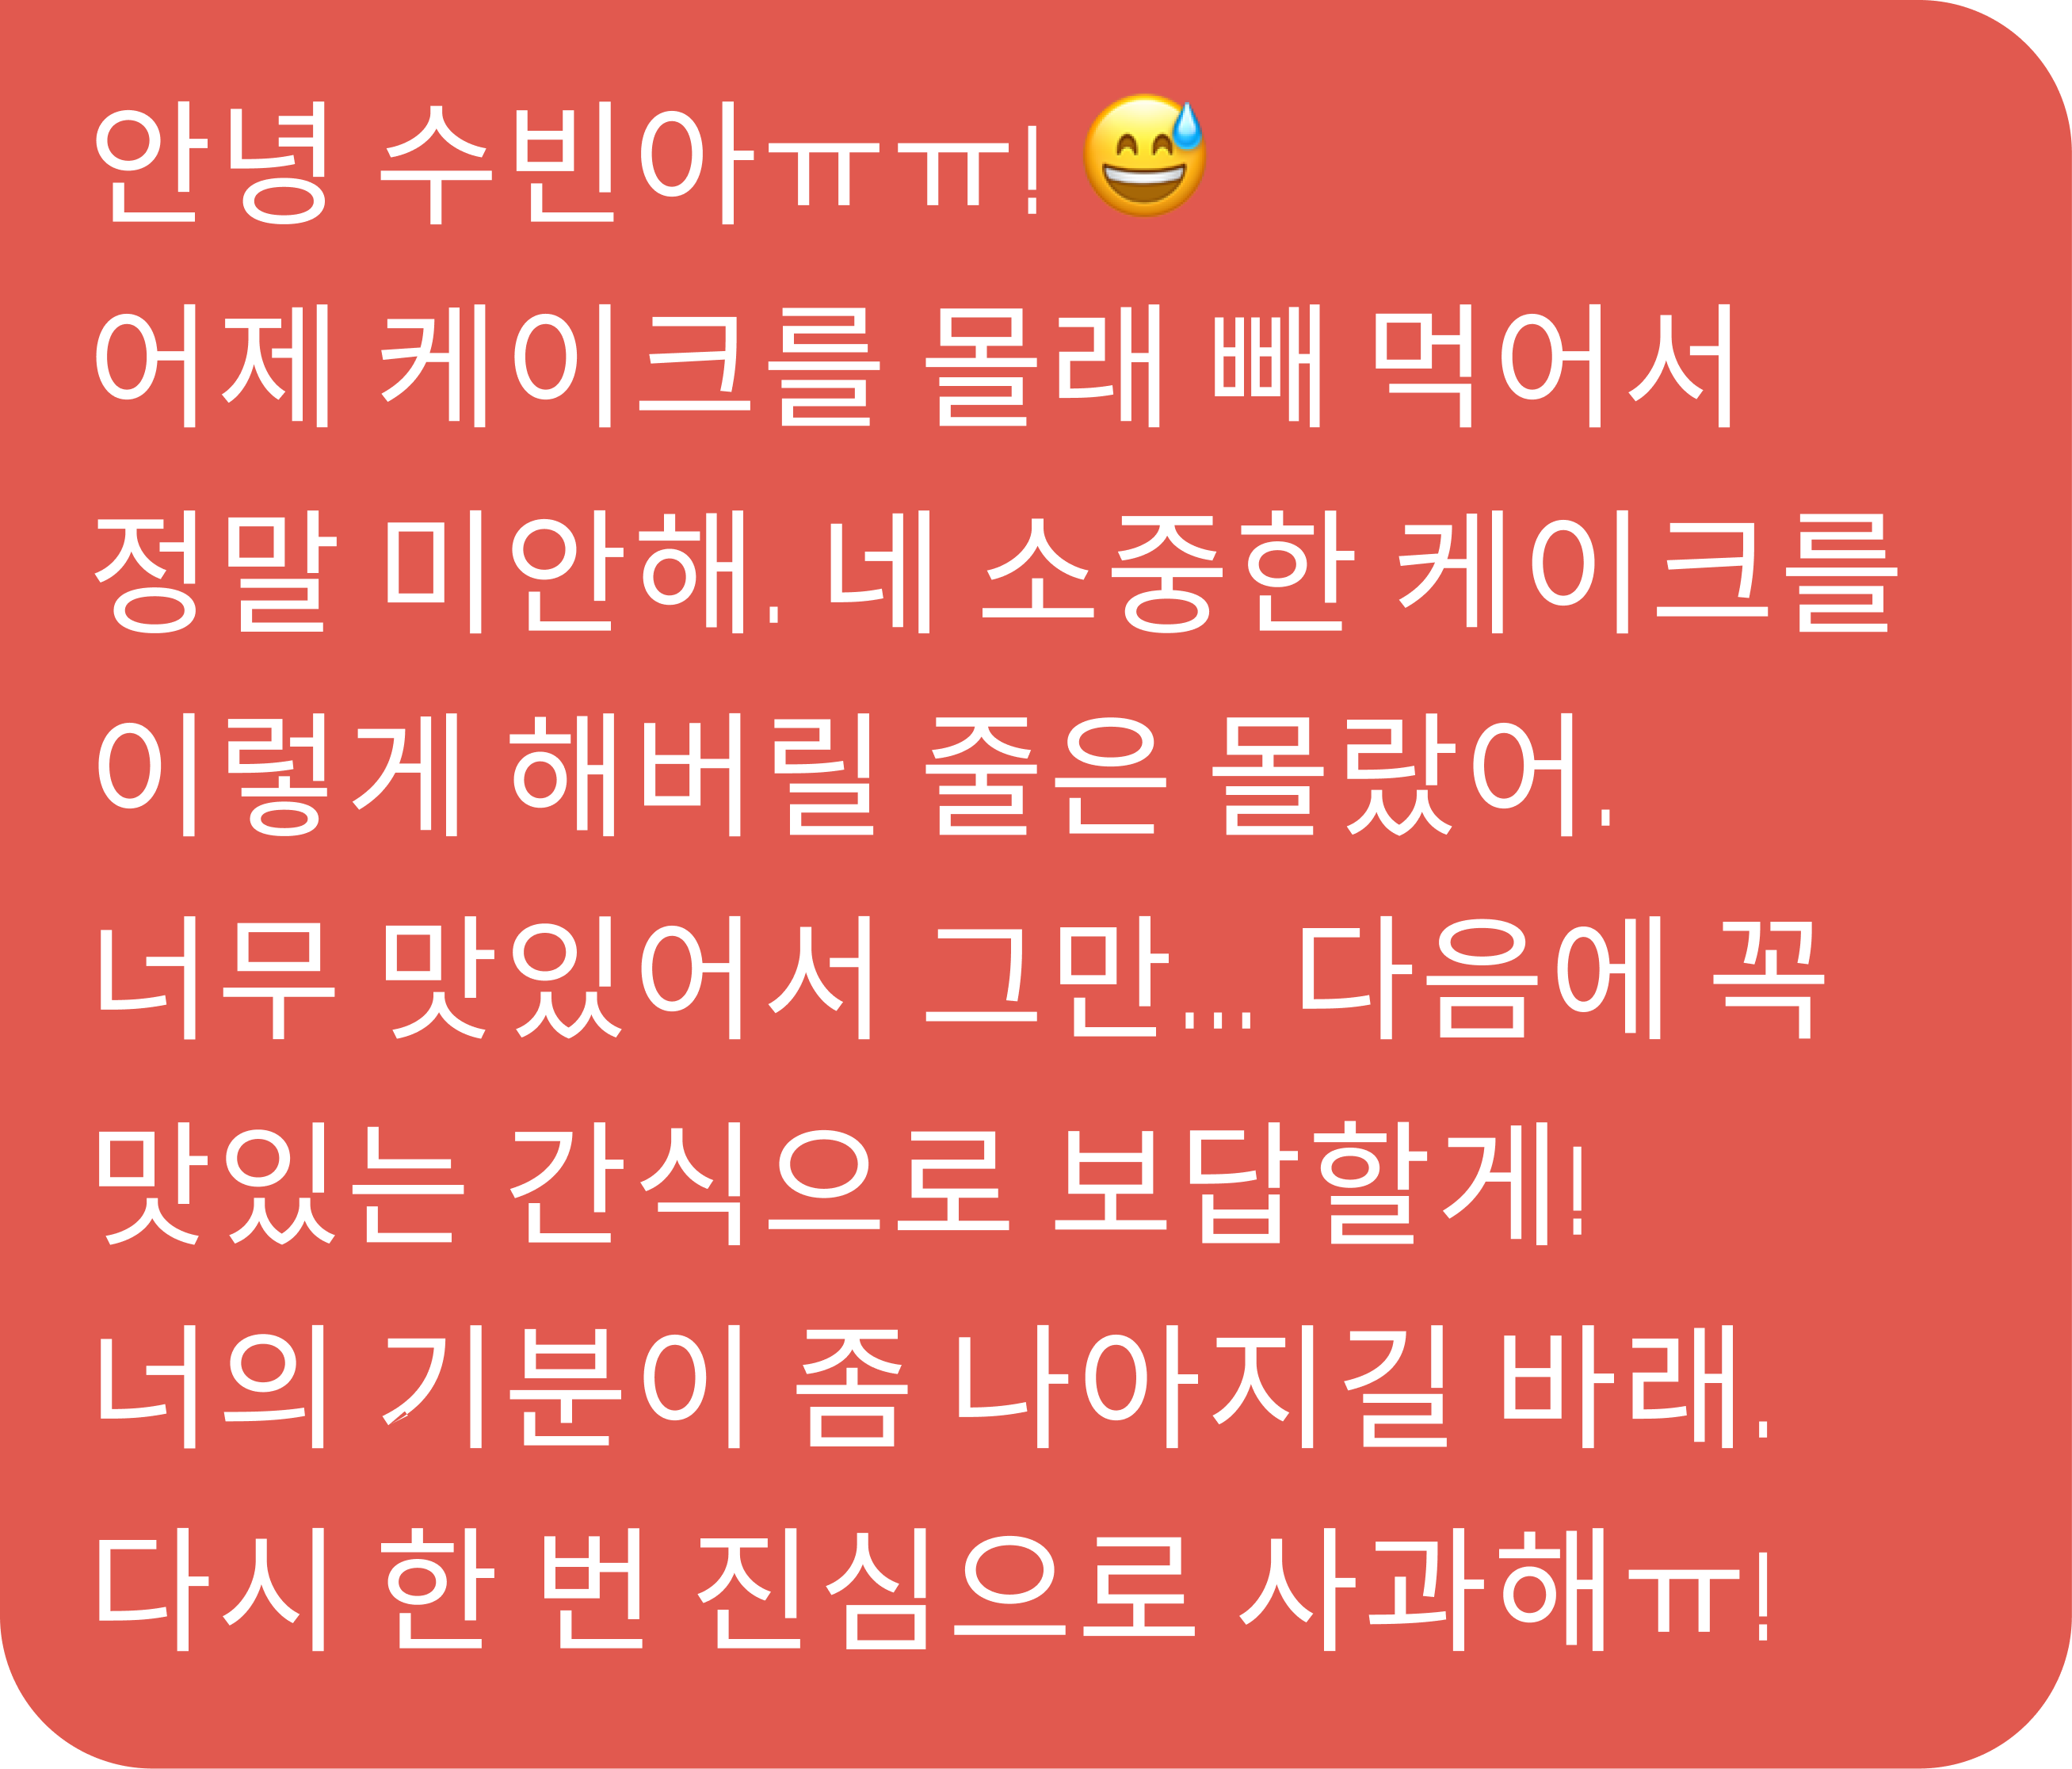 안녕 수빈아ㅠㅠ! 😅
어제 케이크를 몰래 빼 먹어서
정말 미안해. 네 소중한 케이크를
이렇게 해버릴 줄은 몰랐어.
너무 맛있어서 그만... 다음에 꼭
맛있는 간식으로 보답할게!
너의 기분이 좀 나아지길 바래.
다시 한 번 진심으로 사과해ㅠ!